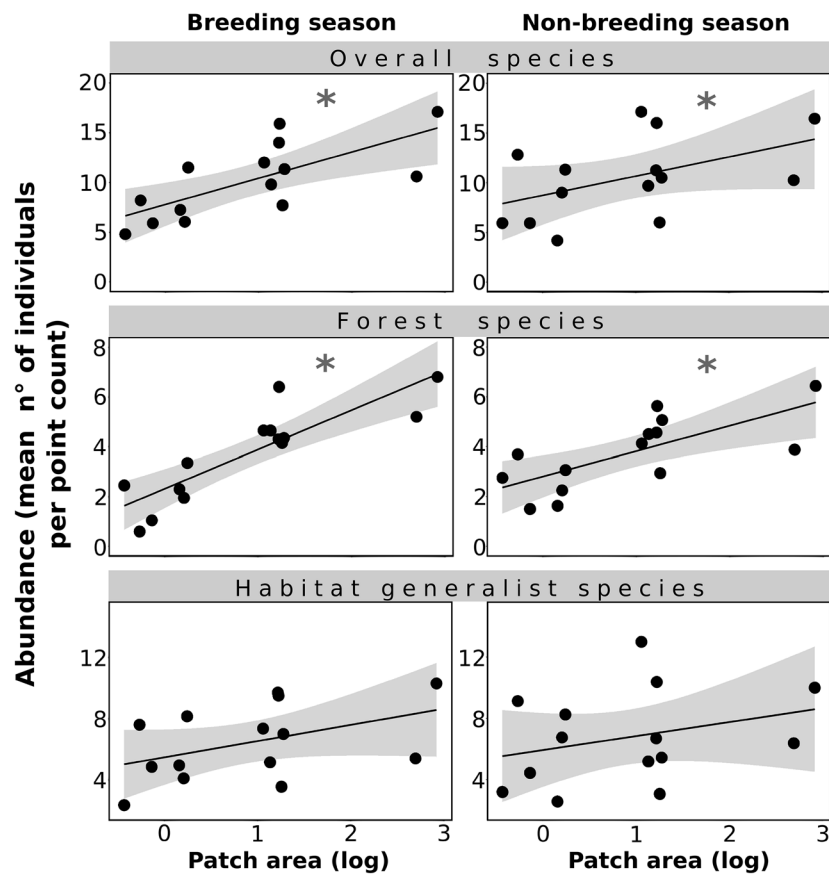 Breeding season Non-breeding season
Overall species
20 20
* *
15 15
10 10
5 5
0 0
Forest species
8 8
* *
6 6
4 4
2 2
0 0
Habitat generalist species
12 12
8 8
4 4
0 1 2 3 0 1 2 3
Patch area (log) Patch area (log)
Abundance (mean n° of individuals
per point count)